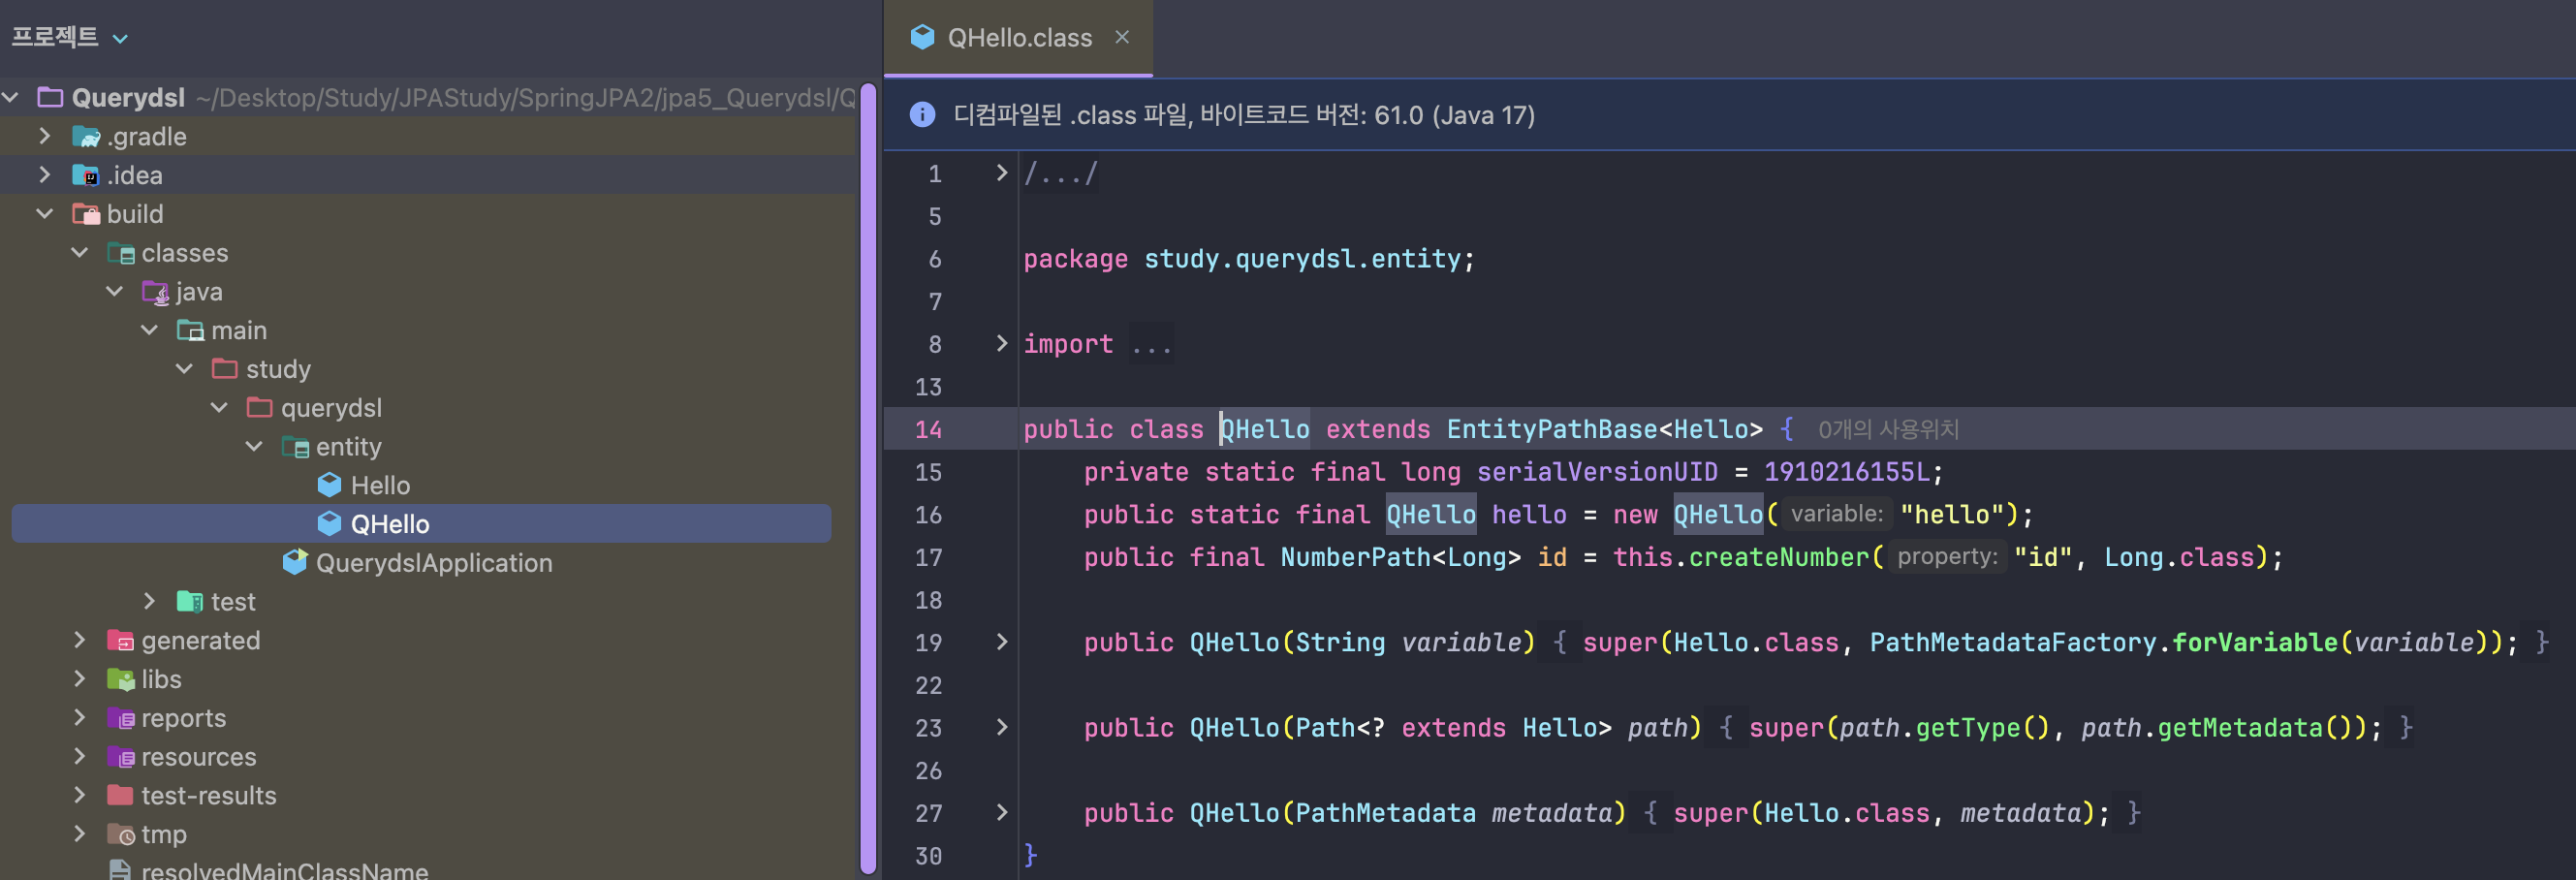 프로젝트
Querydsl ~/Desktop/Study/JPAStudy/SpringJPA2/jpa5_Querydsl/Q
.gradle
.idea
build
classes
java
main
study
querydsl
entity
Hello
QHello
QuerydslApplication
test
generated
libs
reports
resources
test-results
tmp
resolvedMainClassName
QHello.class
디컴파일된 .class 파일, 바이트코드 버전: 61.0 (Java 17)
1 /.../
5
6 package study.querydsl.entity;
7
8 import ...
13
14 public class QHello extends EntityPathBase<Hello> { 0개의 사용위치
15 private static final long serialVersionUID = 1910216155L;
16 public static final QHello hello = new QHello( variable: "hello");
17 public final NumberPath<Long> id = this.createNumber( property: "id", Long.class);
18
19 public QHello(String variable) { super(Hello.class, PathMetadataFactory.forVariable(variable)); }
22
23 public QHello(Path<? extends Hello> path) { super(path.getType(), path.getMetadata()); }
26
27 public QHello(PathMetadata metadata) { super(Hello.class, metadata); }
30 }